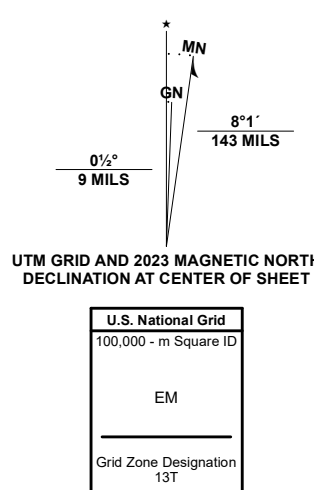 ★
MN
GN
8°1´
143 MILS
0½°
9 MILS
UTM GRID AND 2023 MAGNETIC NORTH
DECLINATION AT CENTER OF SHEET
U.S. National Grid
100,000 - m Square ID
EM
Grid Zone Designation
13T